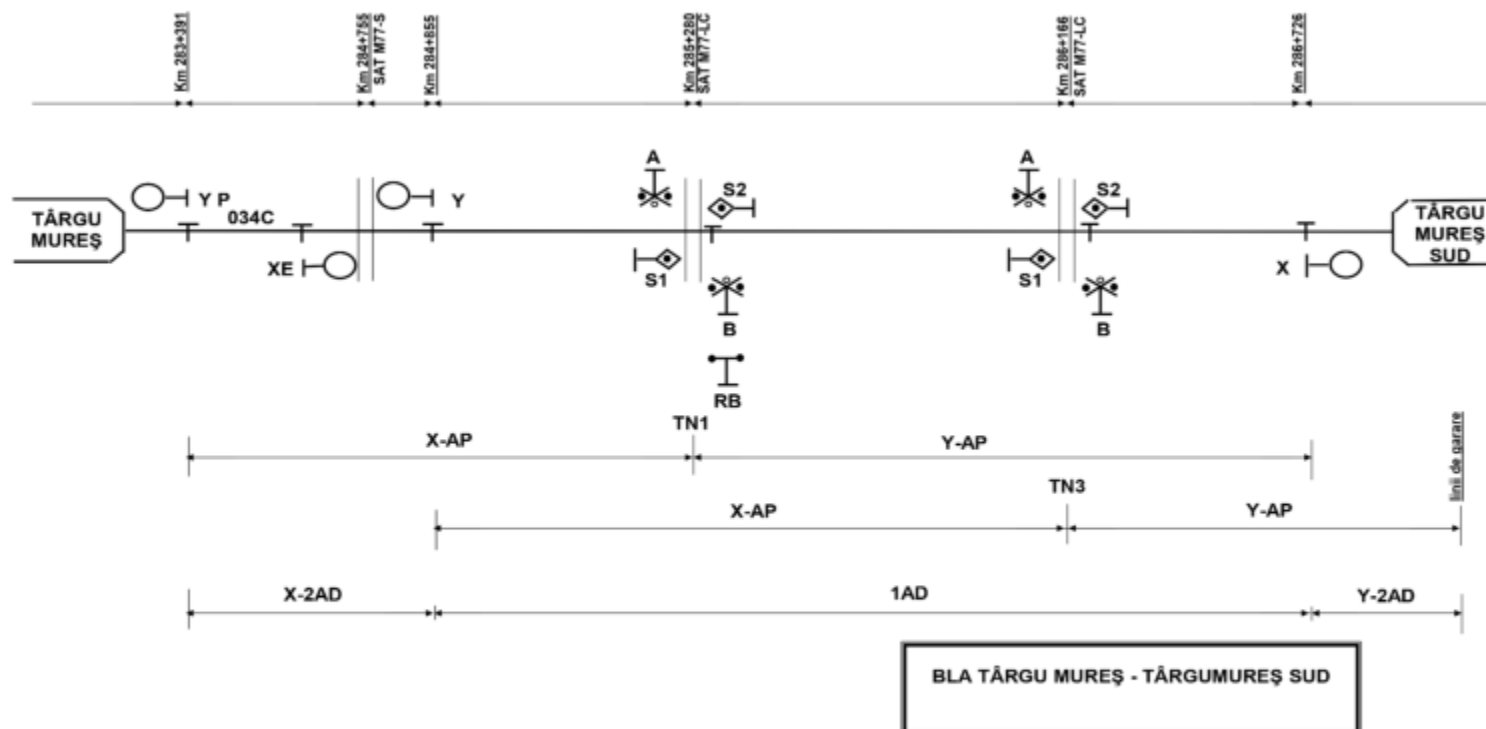 Km 283+391
Km 284+755
SAT M77-S
Km 284+855
Km 285+280
SAT M77-LC
Km 286+166
SAT M77-LC
Km 286+726
A
A
Y P
Y
S2
S2
TÂRGU
MUREŞ
034C
TÂRGU
MUREŞ
SUD
XE
S1
S1
X
B
B
RB
TN1
X-AP
Y-AP
linii de garare
TN3
X-AP
Y-AP
X-2AD
1AD
Y-2AD
BLA TÂRGU MUREŞ - TÂRGUMUREŞ SUD